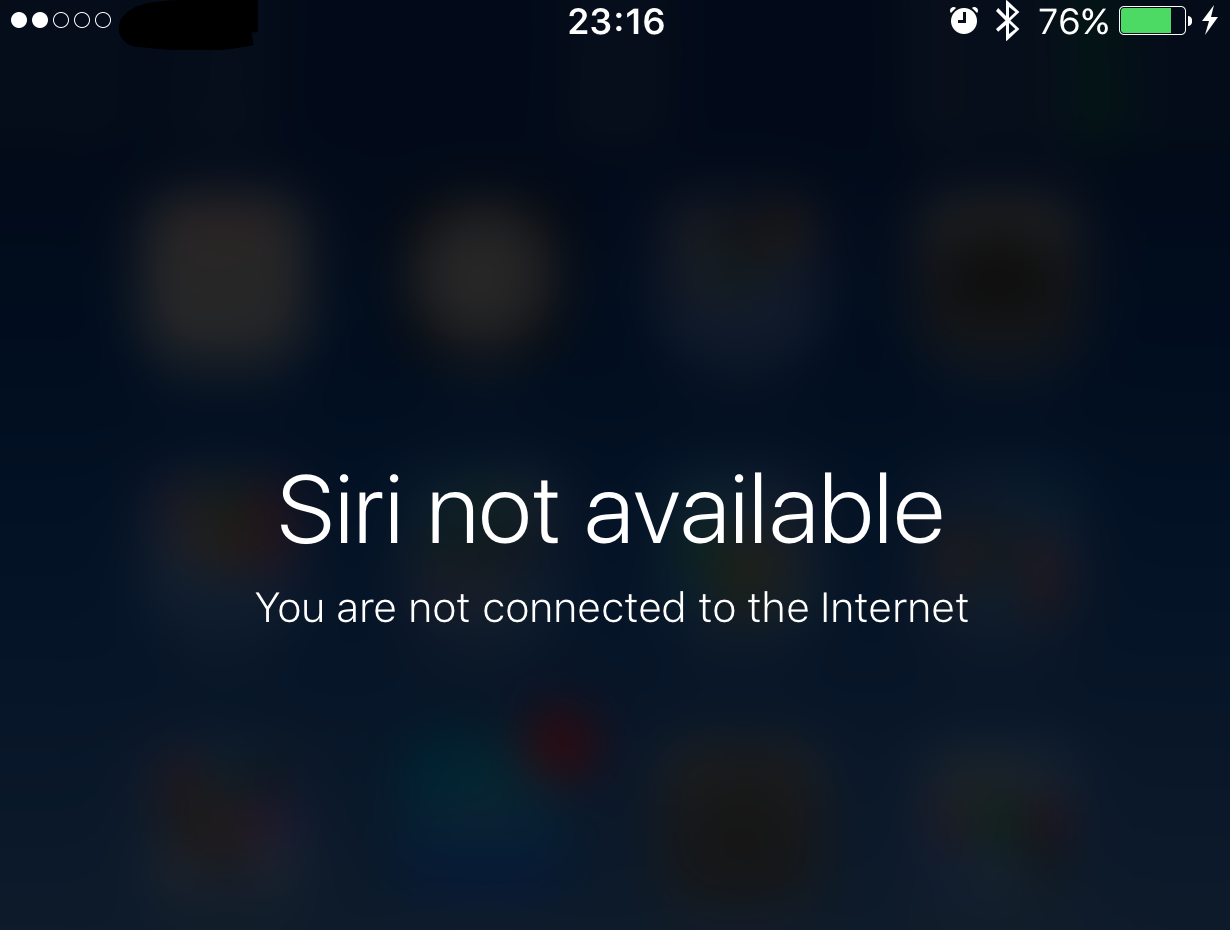 23:16 76%
Siri not available
You are not connected to the Internet